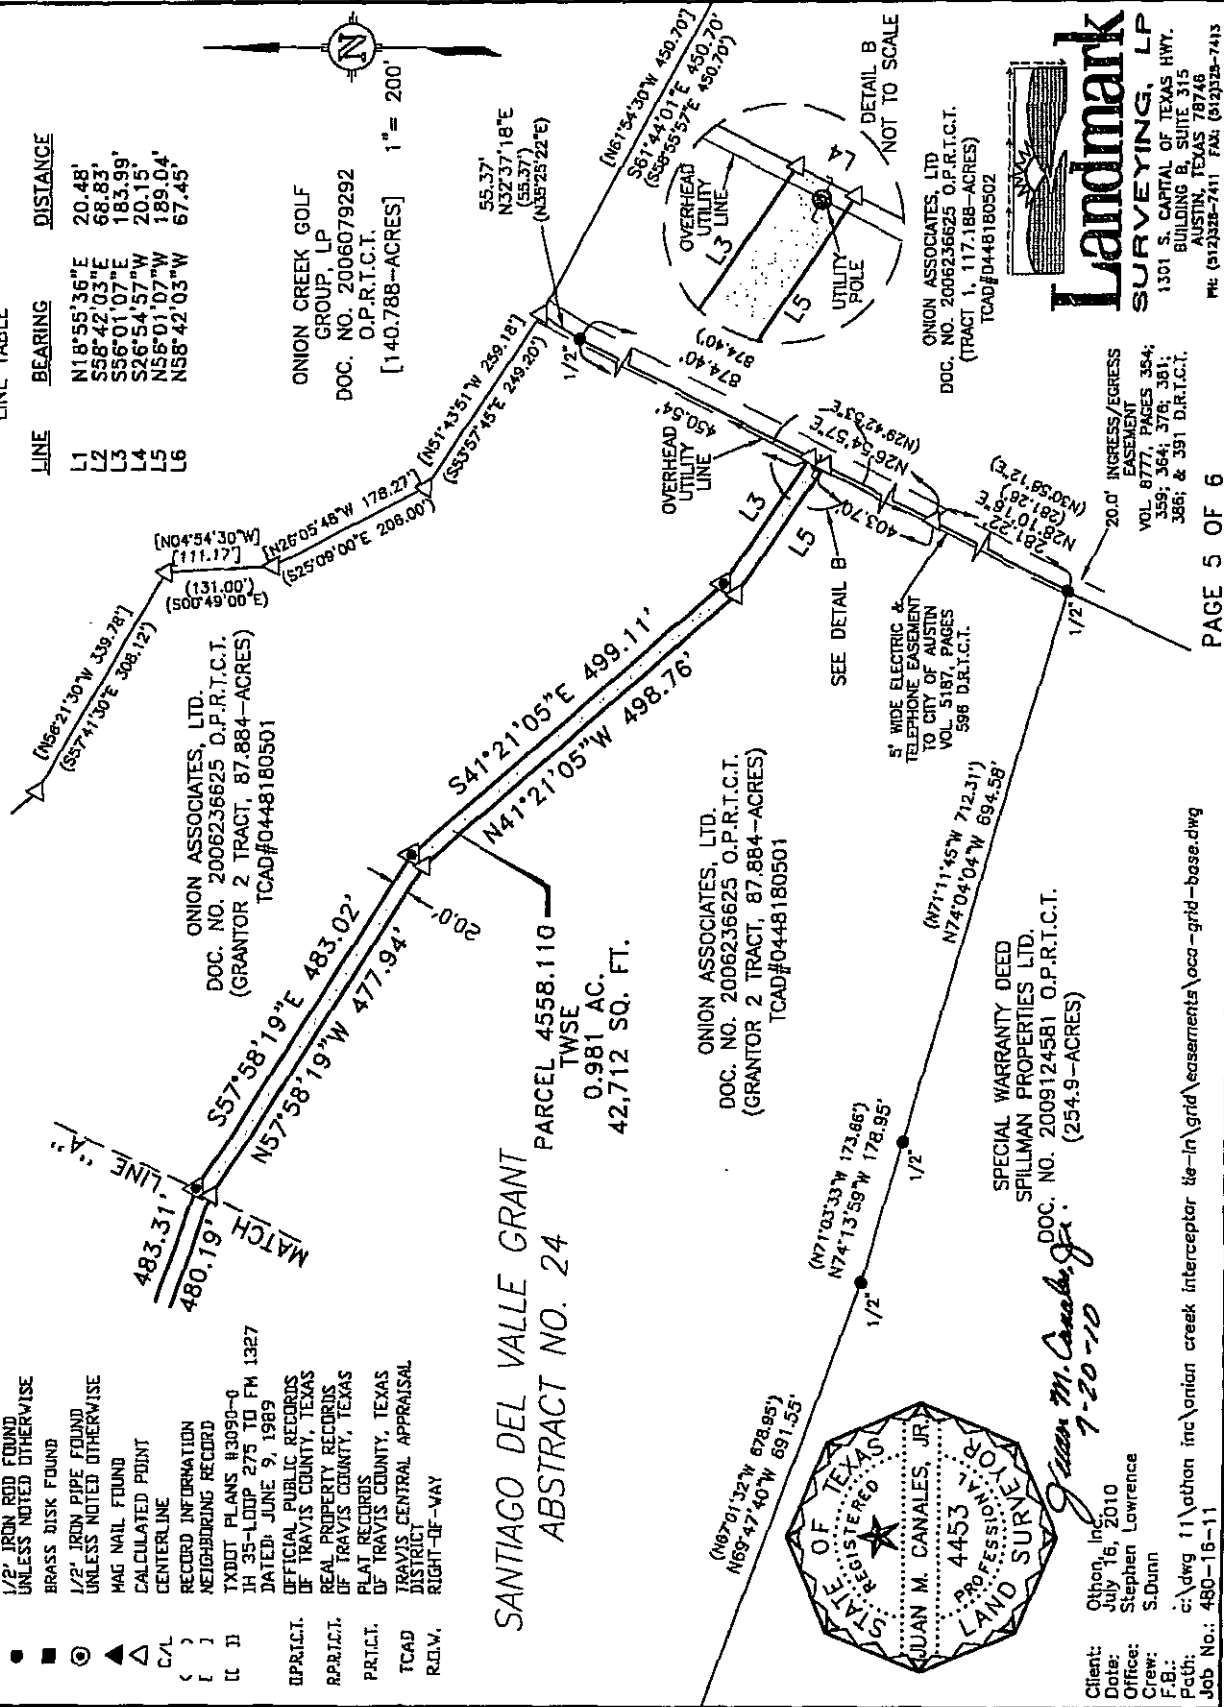 LINE TABLE
LINE BEARING DISTANCE
L1 N18°55'36"E 20.48'
L2 S58°42'03"E 68.83'
L3 S56°01'07"E 183.99'
L4 S26°54'57"W 20.15'
L5 N56°01'07"W 189.04'
L6 N58°42'03"W 67.45'
N
1"= 200'
ONION CREEK GOLF
GROUP, LP
DOC. NO. 2006079292
O.P.R.T.C.T.
[140.788-ACRES]
55.37'
N32°37'18"E
(55.37')
(N35°25'22"E)
[N61°54'30"W 450.70']
S61°44'01"E 450.70'
(S58°55'57"E 450.70')
[N56°21'30"W 339.78']
(S57°41'30"E 308.12')
[N04°54'30"W]
[111.17']
(131.00')
(S00°49'00"E)
[N26°05'48"W 178.27']
(S25°09'00"E 206.00')
[N51°43'51"W 259.18']
(S53°57'45"E 249.20')
1/2"
OVERHEAD
UTILITY
LINE
L3
L4
L5
UTILITY
POLE
DETAIL B
NOT TO SCALE
ONION ASSOCIATES, LTD
DOC. NO. 2006236625 O.P.R.T.C.T.
(TRACT 1, 117.188-ACRES)
TCAD#0448180502
874.40'
874.40')
450.54'
OVERHEAD
UTILITY
LINE
N26°54'57"E
(N29°42'53"E)
403.70'
281.22'
N28°10'16"E
(281.26')
(N30°58'12"E)
L3
L5
SEE DETAIL B
5' WIDE ELECTRIC &
TELEPHONE EASEMENT
TO CITY OF AUSTIN
VOL. 5187, PAGES
596 D.R.T.C.T.
1/2"
20.0' INGRESS/EGRESS
EASEMENT
VOL. 8777, PAGES 354;
359; 364; 378; 381;
386; & 391 D.R.T.C.T.
ONION ASSOCIATES, LTD.
DOC. NO. 2006236625 O.P.R.T.C.T.
(GRANTOR 2 TRACT, 87.884-ACRES)
TCAD#0448180501
S41°21'05"E 499.11'
N41°21'05"W 498.76'
S57°58'19"E 483.02'
N57°58'19"W 477.94'
20.0'
MATCH LINE "A"
483.31'
480.19'
PARCEL 4558.110
TWSE
0.981 AC.
42,712 SQ. FT.
ONION ASSOCIATES, LTD.
DOC. NO. 2006236625 O.P.R.T.C.T.
(GRANTOR 2 TRACT, 87.884-ACRES)
TCAD#0448180501
SANTIAGO DEL VALLE GRANT
ABSTRACT NO. 24
(N71°11'45"W 712.31')
N74°04'04"W 694.58'
(N71°03'33"W 173.86')
N74°13'59"W 178.95'
1/2"
1/2"
(N67°01'32"W 678.95')
N69°47'40"W 691.55'
SPECIAL WARRANTY DEED
SPILLMAN PROPERTIES LTD.
DOC. NO. 2009124581 O.P.R.T.C.T.
(254.9-ACRES)
1/2" IRON ROD FOUND
UNLESS NOTED OTHERWISE
BRASS DISK FOUND
1/2" IRON PIPE FOUND
UNLESS NOTED OTHERWISE
MAG NAIL FOUND
CALCULATED POINT
C/L CENTERLINE
( ) RECORD INFORMATION
[ ] NEIGHBORING RECORD
[[ ]] TXDOT PLANS #3090-0
IH 35-LOOP 275 TO FM 1327
DATED: JUNE 9, 1989
O.P.R.T.C.T. OFFICIAL PUBLIC RECORDS
OF TRAVIS COUNTY, TEXAS
R.P.R.T.C.T. REAL PROPERTY RECORDS
OF TRAVIS COUNTY, TEXAS
P.R.T.C.T. PLAT RECORDS
OF TRAVIS COUNTY, TEXAS
TCAD TRAVIS CENTRAL APPRAISAL
DISTRICT
R.O.W. RIGHT-OF-WAY
STATE OF TEXAS
REGISTERED
JUAN M. CANALES, JR.
4453
PROFESSIONAL
LAND SURVEYOR
Juan M. Canales, Jr.
7-20-10
Client: Othon, Inc.
Date: July 16, 2010
Office: Stephen Lawrence
Crew: S.Dunn
F.B.:
Path: c:\dwg 11\othon inc\onion creek interceptor tie-in\grid\easements\oca-grid-base.dwg
Job No.: 480-16-11
PAGE 5 OF 6
Landmark
SURVEYING, LP
1301 S. CAPITAL OF TEXAS HWY.
BUILDING B, SUITE 315
AUSTIN, TEXAS 78746
PH: (512)328-7411 FAX: (512)328-7413